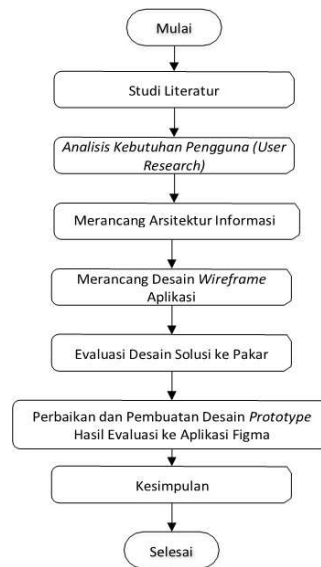 Mulai
Studi Literatur
Analisis Kebutuhan Pengguna (User
Research)
Merancang Arsitektur Informasi
Merancang Desain Wireframe
Aplikasi
Evaluasi Desain Solusi ke Pakar
Perbaikan dan Pembuatan Desain Prototype
Hasil Evaluasi ke Aplikasi Figma
Kesimpulan
Selesai